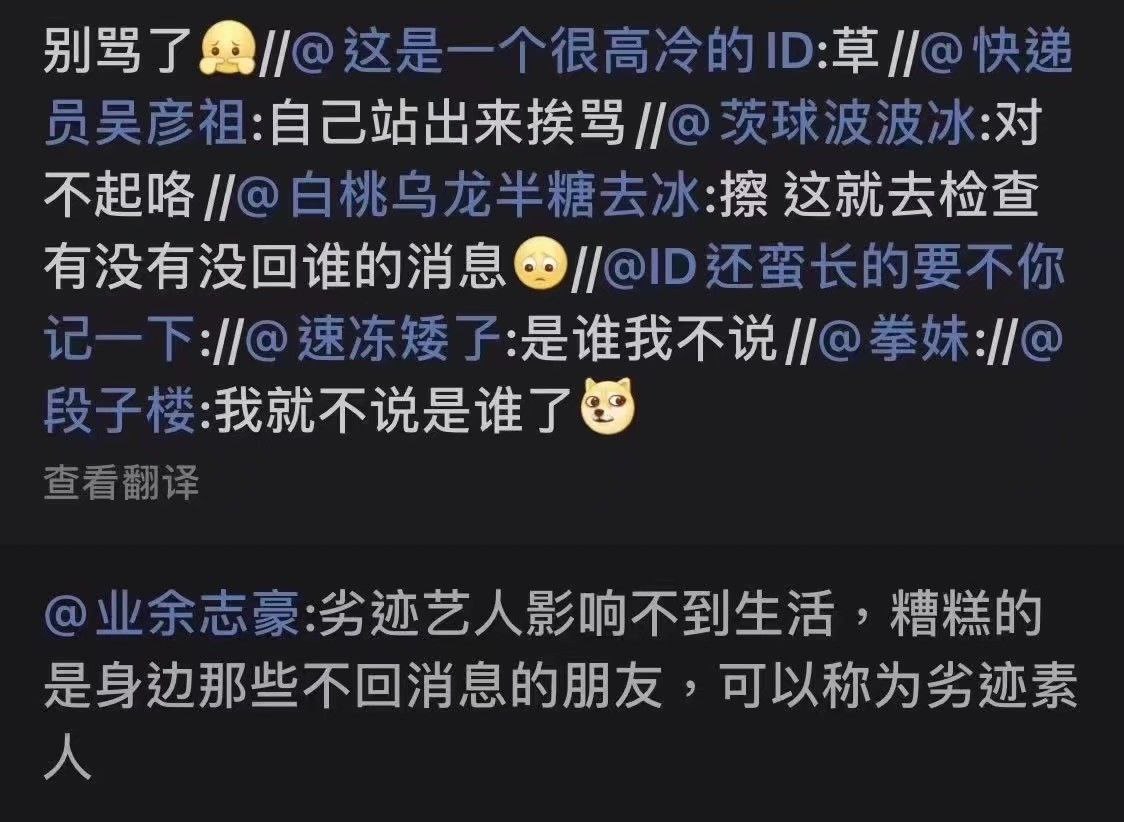 别骂了🤗//@这是一个很高冷的ID:草//@快递
员吴彦祖:自己站出来挨骂//@茨球波波冰:对
不起咯//@白桃乌龙半糖去冰:擦 这就去检查
有没有没回谁的消息🙁//@ID还蛮长的要不你
记一下://@速冻矮子:是谁我不说//@拳妹://@
段子楼:我就不说是谁了
查看翻译
@业余志豪:劣迹艺人影响不到生活，糟糕的
是身边那些不回消息的朋友，可以称为劣迹素
人